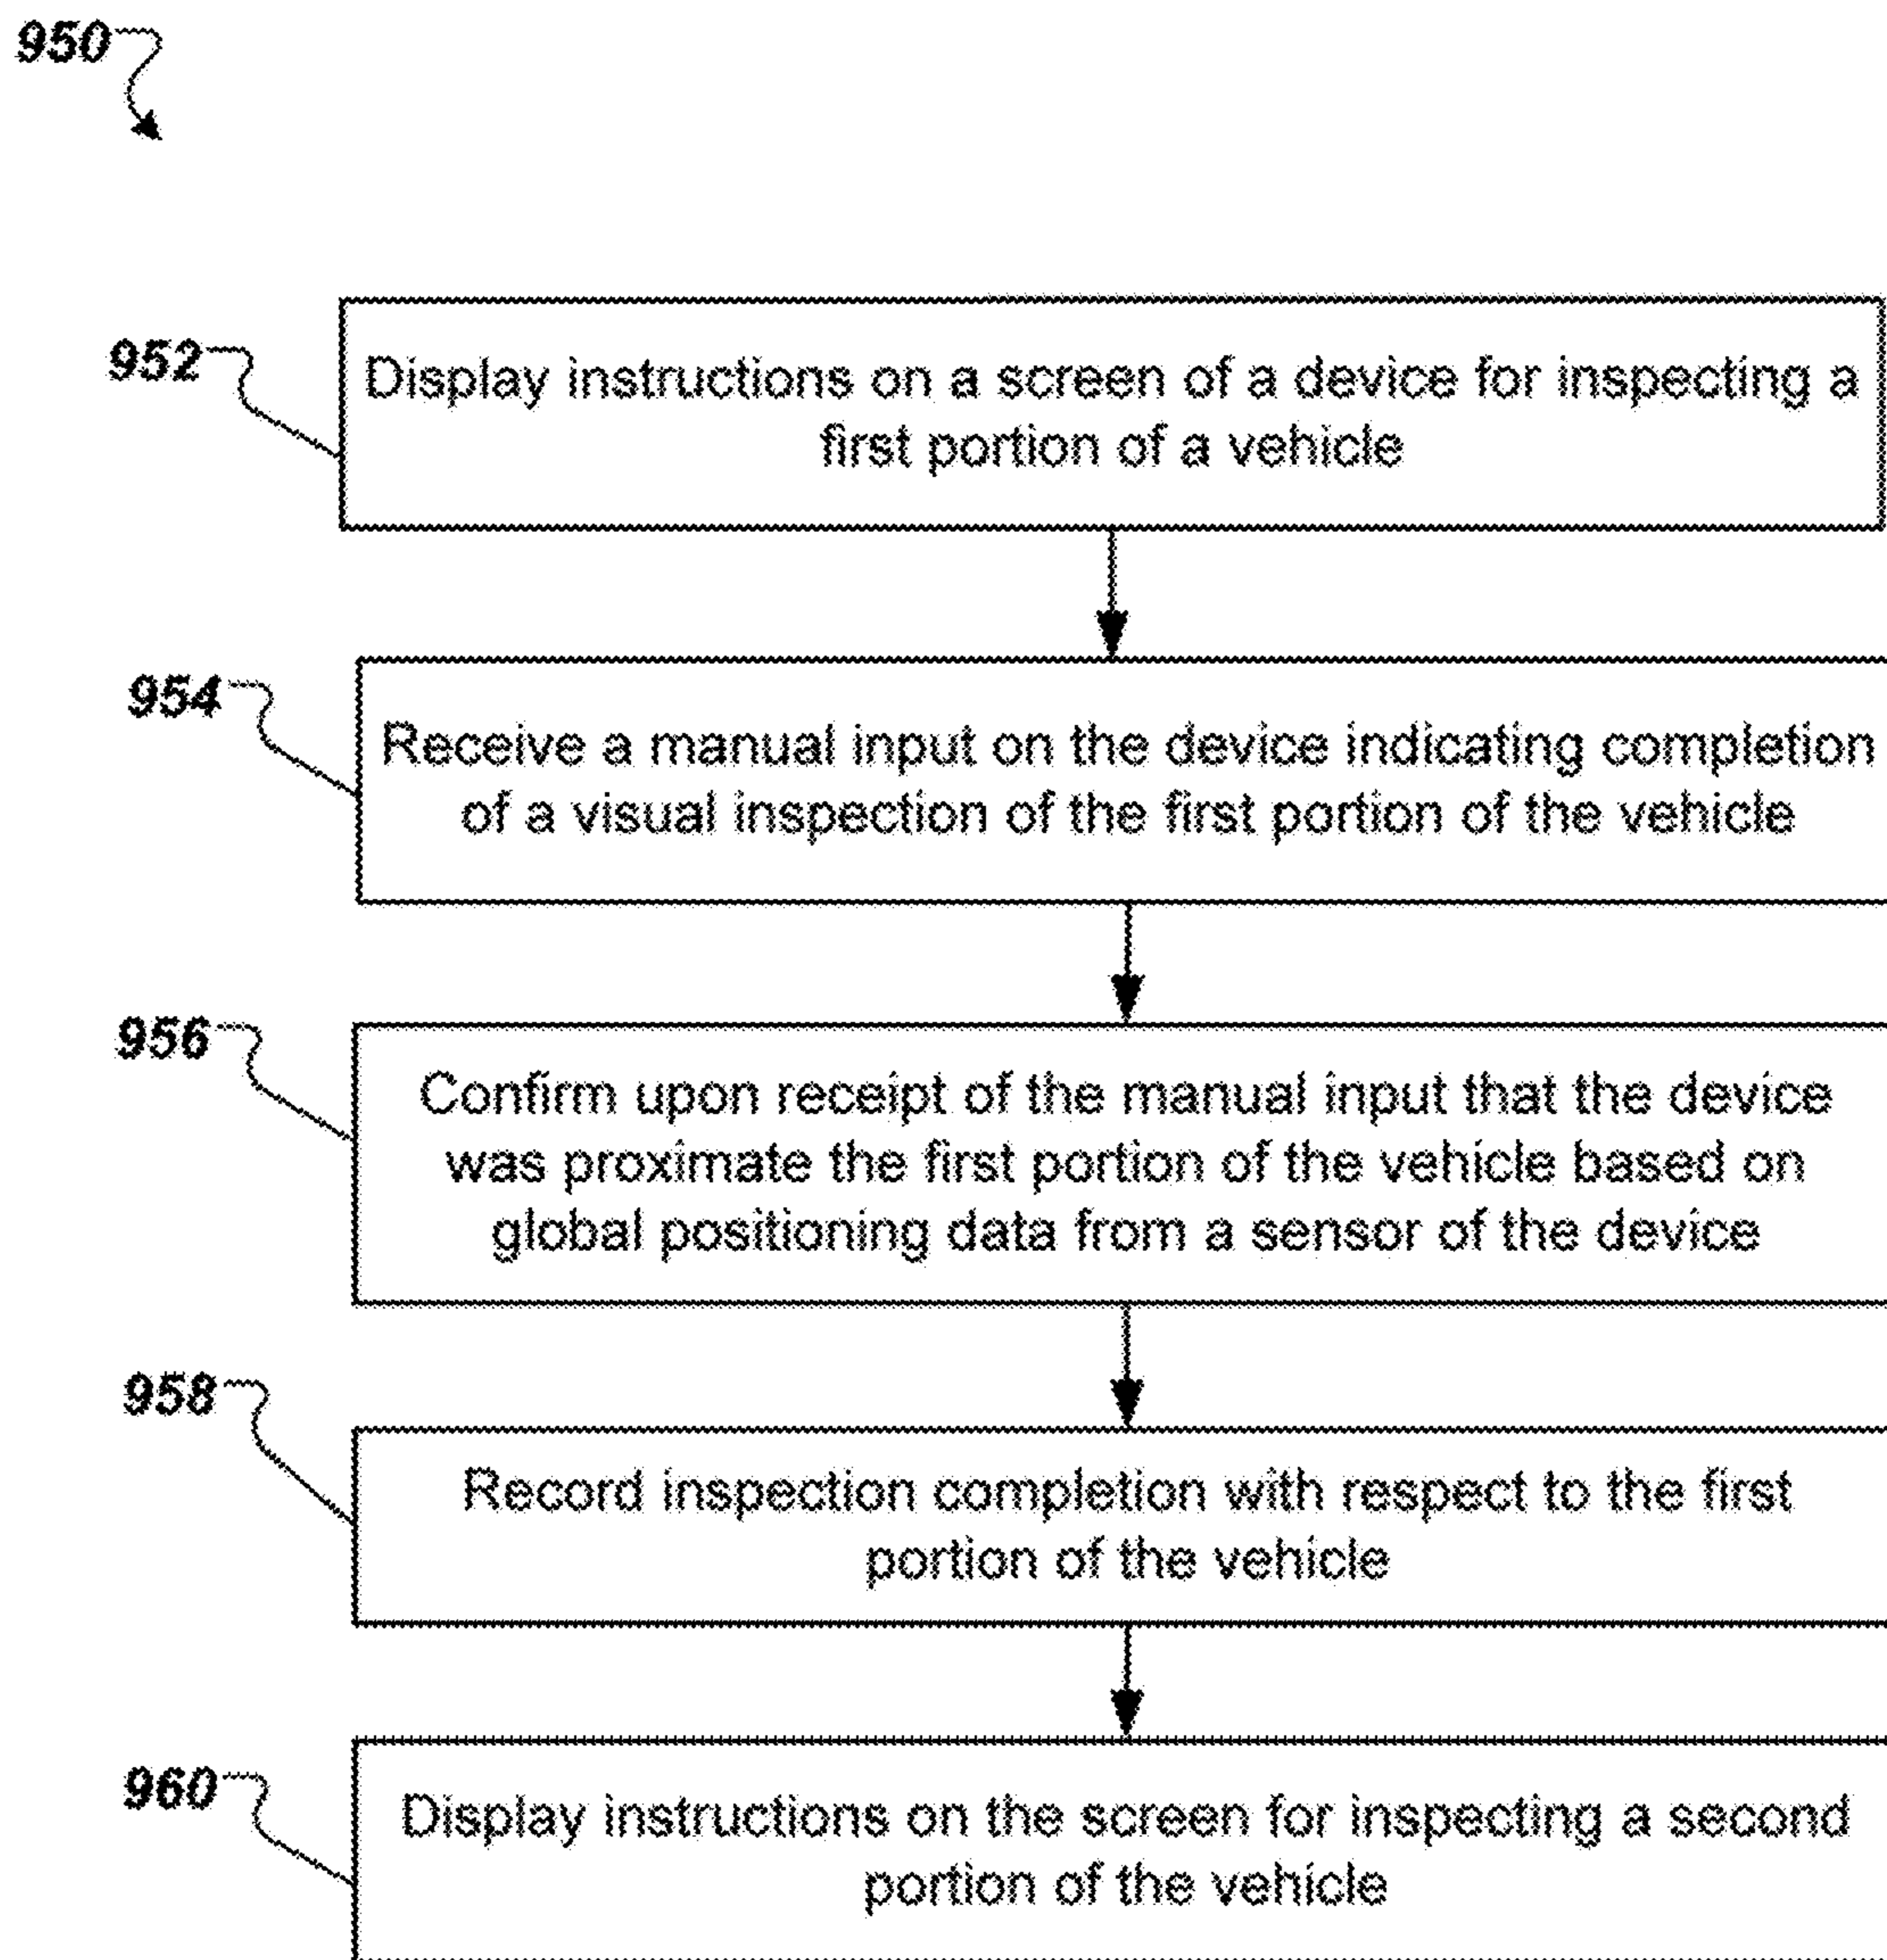 950
952
Display instructions on a screen of a device for inspecting a
first portion of a vehicle
954
Receive a manual input on the device indicating completion
of a visual inspection of the first portion of the vehicle
956
Confirm upon receipt of the manual input that the device
was proximate the first portion of the vehicle based on
global positioning data from a sensor of the device
958
Record inspection completion with respect to the first
portion of the vehicle
960
Display instructions on the screen for inspecting a second
portion of the vehicle